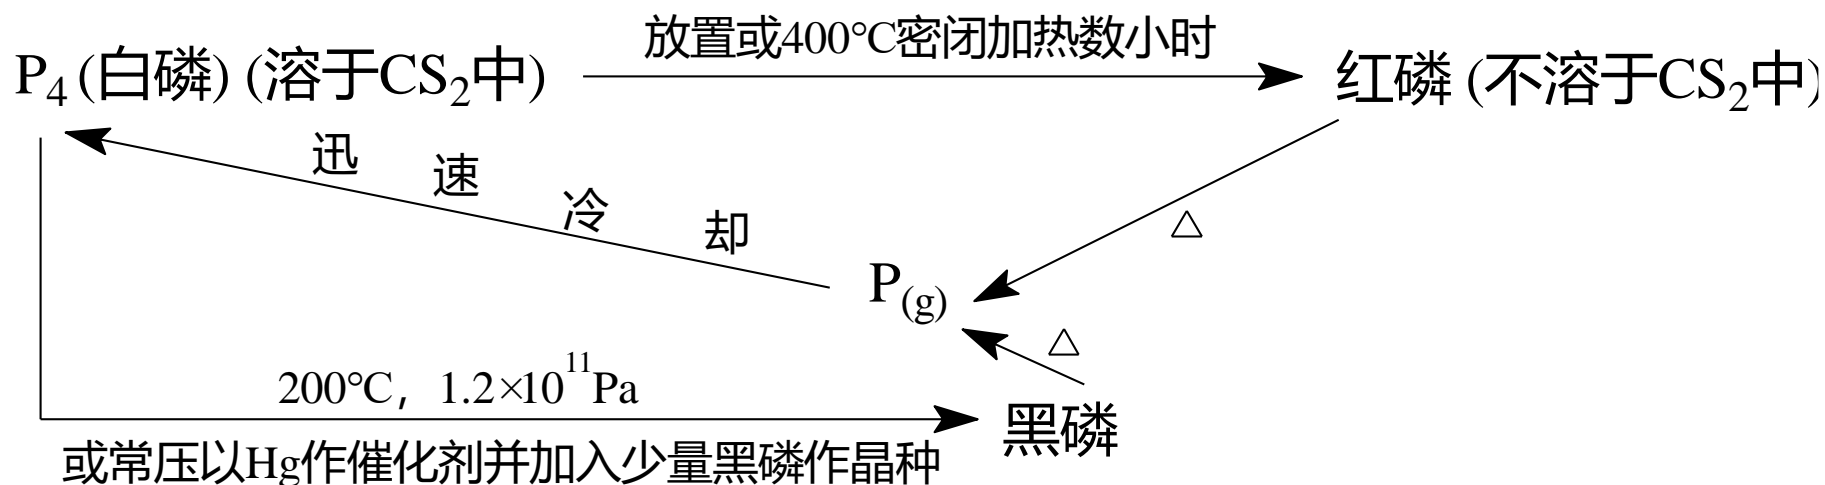 放置或400℃密闭加热数小时
P₄(白磷) (溶于CS₂中)
红磷 (不溶于CS₂中)
迅速冷却
△
P(g)
△
200℃，1.2×10¹¹Pa
黑磷
或常压以Hg作催化剂并加入少量黑磷作晶种